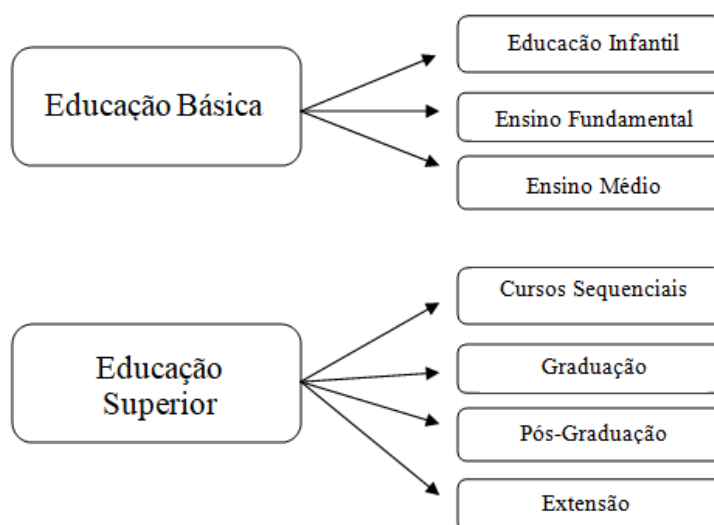 Educação Básica
Educacão Infantil
Ensino Fundamental
Ensino Médio
Educação
Superior
Cursos Sequenciais
Graduação
Pós-Graduação
Extensão